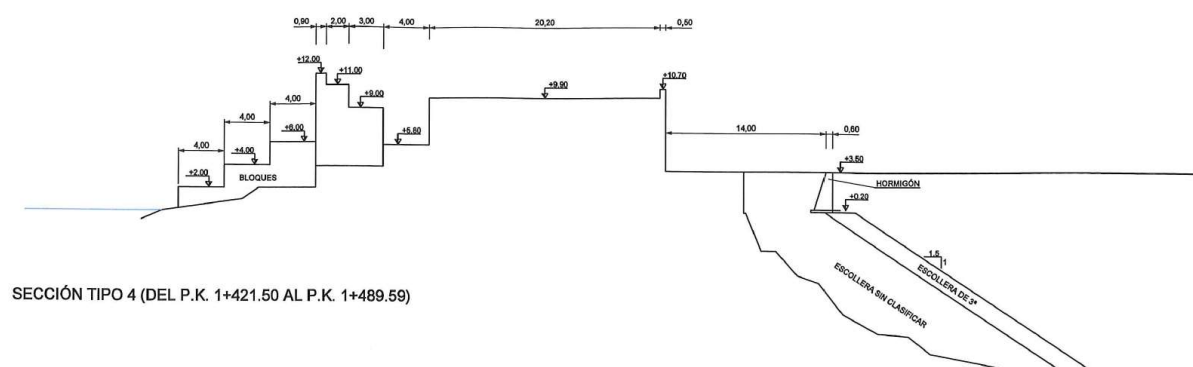 0,90 2,00 3,00 4,00 20,20 0,50
+12.00
+11.00
+10.70
+9.00
+9.90
4,00
4,00
+6.00
+5.60
14,00 0,60
4,00
+4.00
+3.50
BLOQUES
+2.00
HORMIGÓN
+0.20
1.5
1
ESCOLLERA DE 3ª
ESCOLLERA SIN CLASIFICAR
SECCIÓN TIPO 4 (DEL P.K. 1+421.50 AL P.K. 1+489.59)